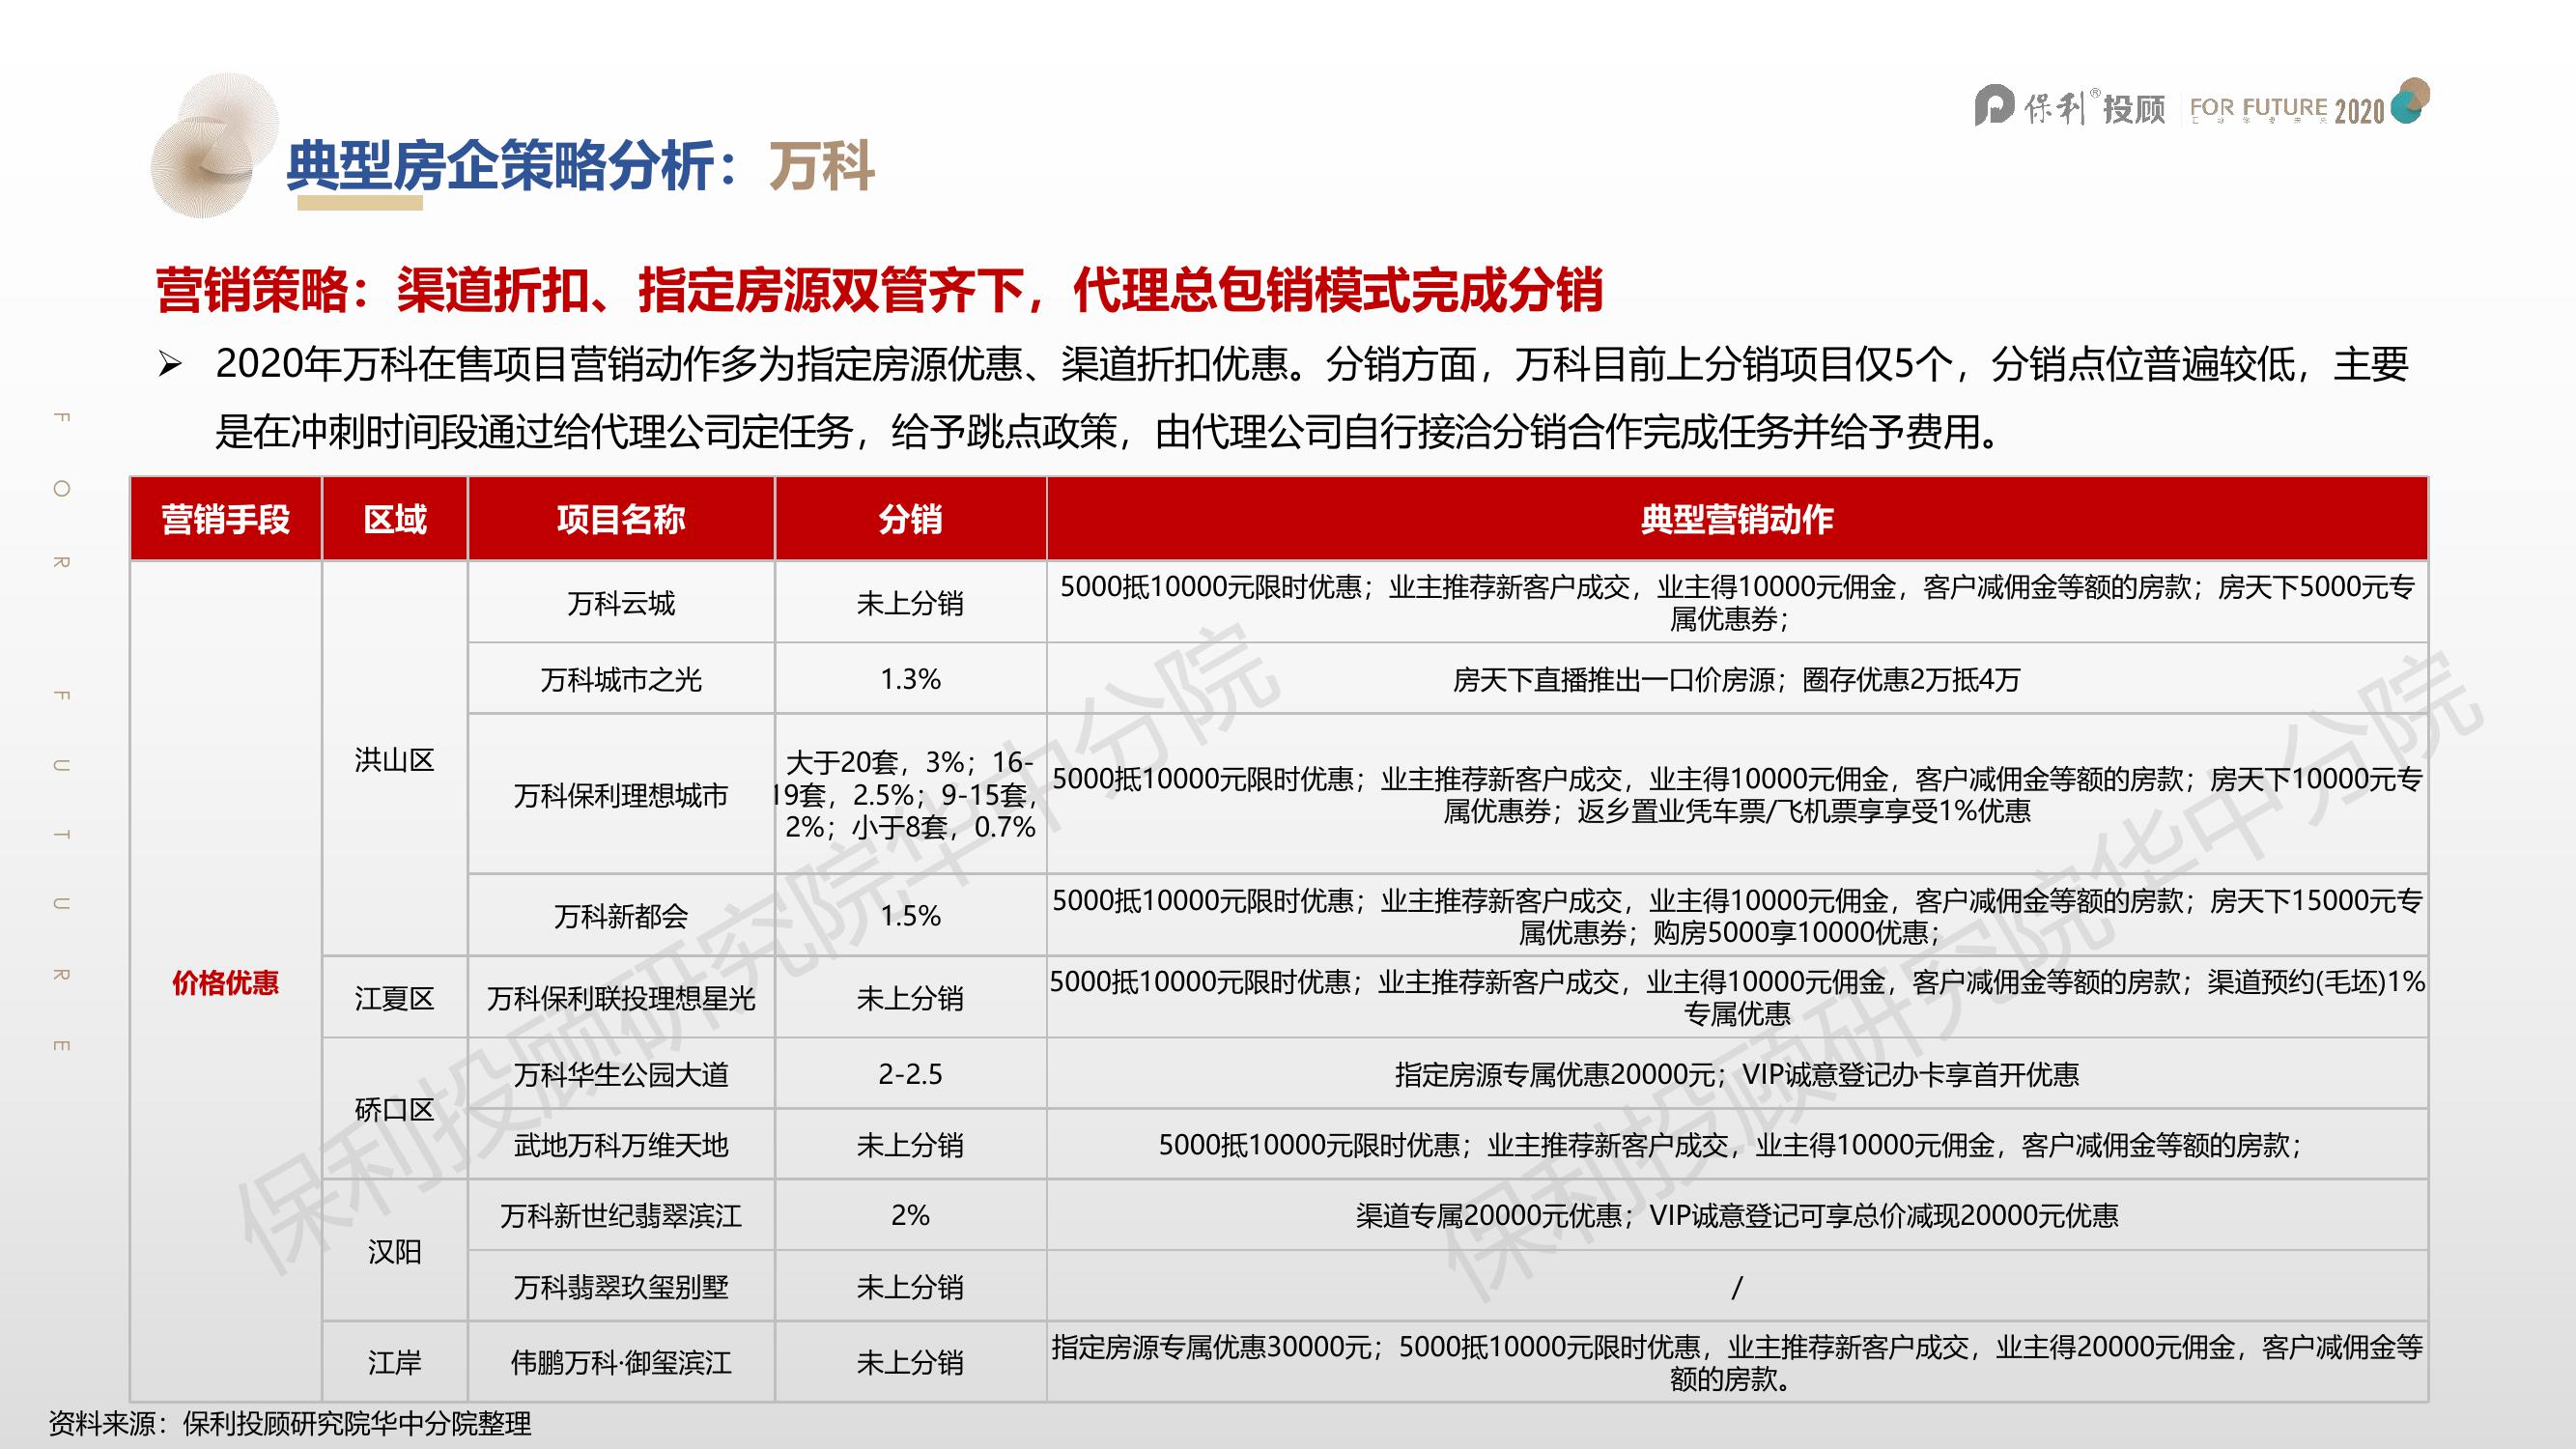 保利®投顾 FOR FUTURE 2020
典型房企策略分析：万科
营销策略：渠道折扣、指定房源双管齐下，代理总包销模式完成分销
➢ 2020年万科在售项目营销动作多为指定房源优惠、渠道折扣优惠。分销方面，万科目前上分销项目仅5个，分销点位普遍较低，主要
是在冲刺时间段通过给代理公司定任务，给予跳点政策，由代理公司自行接洽分销合作完成任务并给予费用。
FOR FUTURE
营销手段 区域 项目名称 分销 典型营销动作
价格优惠
洪山区
万科云城 未上分销
5000抵10000元限时优惠；业主推荐新客户成交，业主得10000元佣金，客户减佣金等额的房款；房天下5000元专
属优惠券；
万科城市之光 1.3% 房天下直播推出一口价房源；圈存优惠2万抵4万
万科保利理想城市
大于20套，3%；16-
19套，2.5%；9-15套，
2%；小于8套，0.7%
5000抵10000元限时优惠；业主推荐新客户成交，业主得10000元佣金，客户减佣金等额的房款；房天下10000元专
属优惠券；返乡置业凭车票/飞机票享享受1%优惠
万科新都会 1.5%
5000抵10000元限时优惠；业主推荐新客户成交，业主得10000元佣金，客户减佣金等额的房款；房天下15000元专
属优惠券；购房5000享10000优惠；
江夏区 万科保利联投理想星光 未上分销
5000抵10000元限时优惠；业主推荐新客户成交，业主得10000元佣金，客户减佣金等额的房款；渠道预约(毛坯)1%
专属优惠
硚口区
万科华生公园大道 2-2.5 指定房源专属优惠20000元；VIP诚意登记办卡享首开优惠
武地万科万维天地 未上分销 5000抵10000元限时优惠；业主推荐新客户成交，业主得10000元佣金，客户减佣金等额的房款；
汉阳
万科新世纪翡翠滨江 2% 渠道专属20000元优惠；VIP诚意登记可享总价减现20000元优惠
万科翡翠玖玺别墅 未上分销 /
江岸 伟鹏万科·御玺滨江 未上分销
指定房源专属优惠30000元；5000抵10000元限时优惠，业主推荐新客户成交，业主得20000元佣金，客户减佣金等
额的房款。
保利投顾研究院华中分院
保利投顾研究院华中分院
资料来源：保利投顾研究院华中分院整理